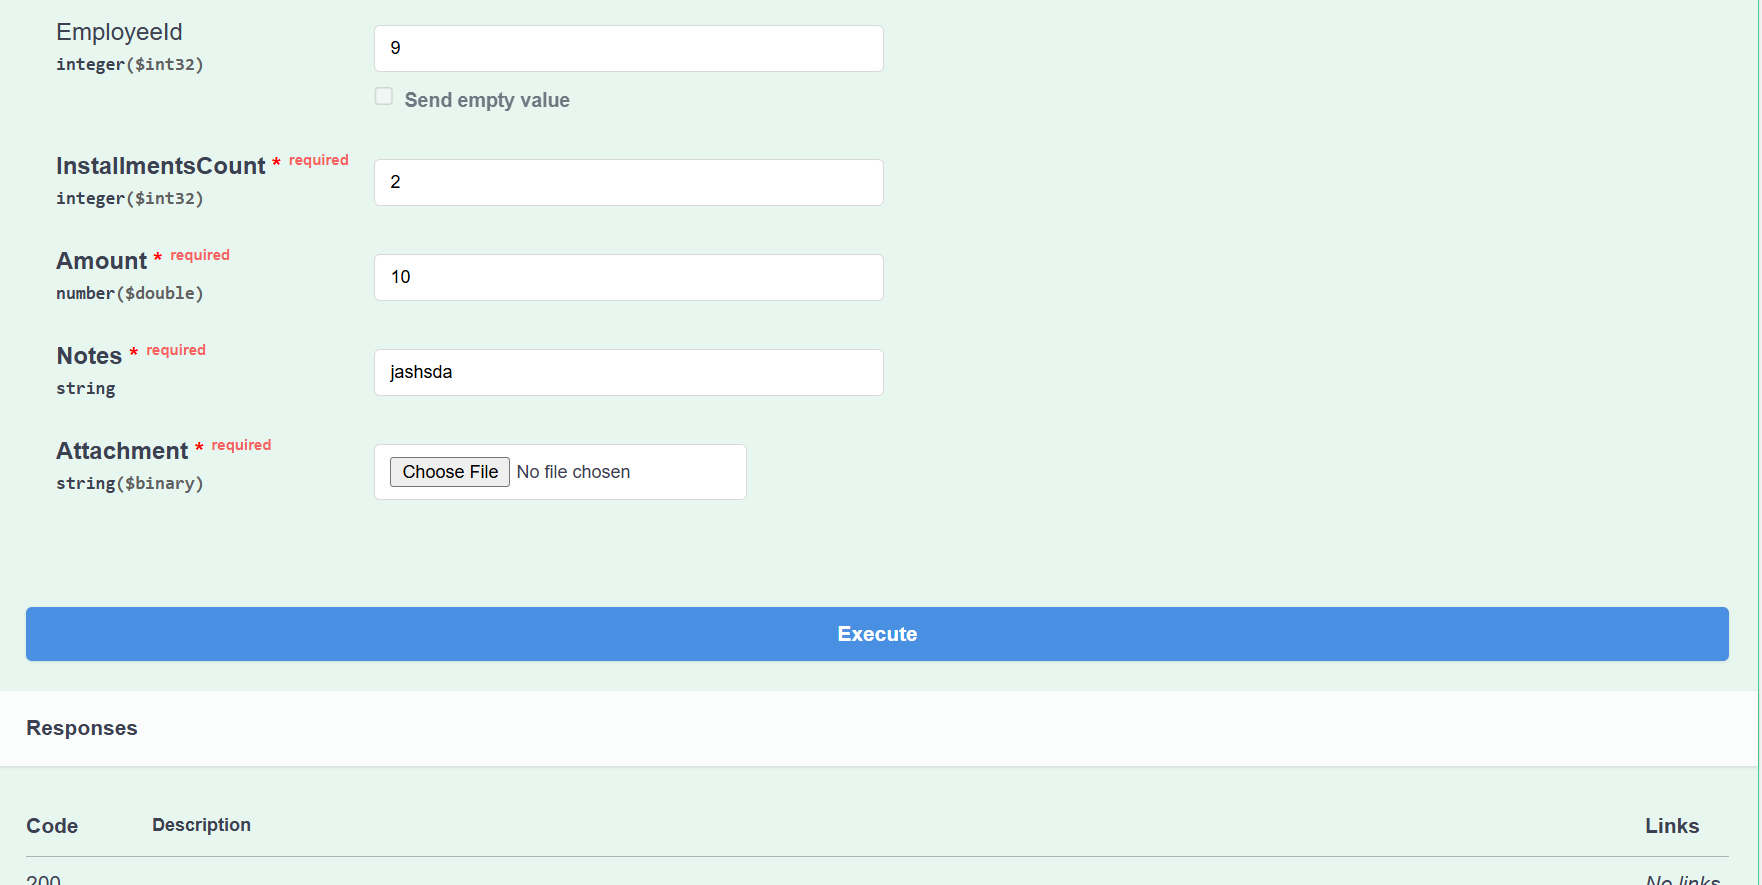 EmployeeId
integer($int32)
9
Send empty value
InstallmentsCount * required
integer($int32)
2
Amount * required
number($double)
10
Notes * required
string
jashsda
Attachment * required
string($binary)
Choose File No file chosen
Execute
Responses
Code Description Links
200 No links